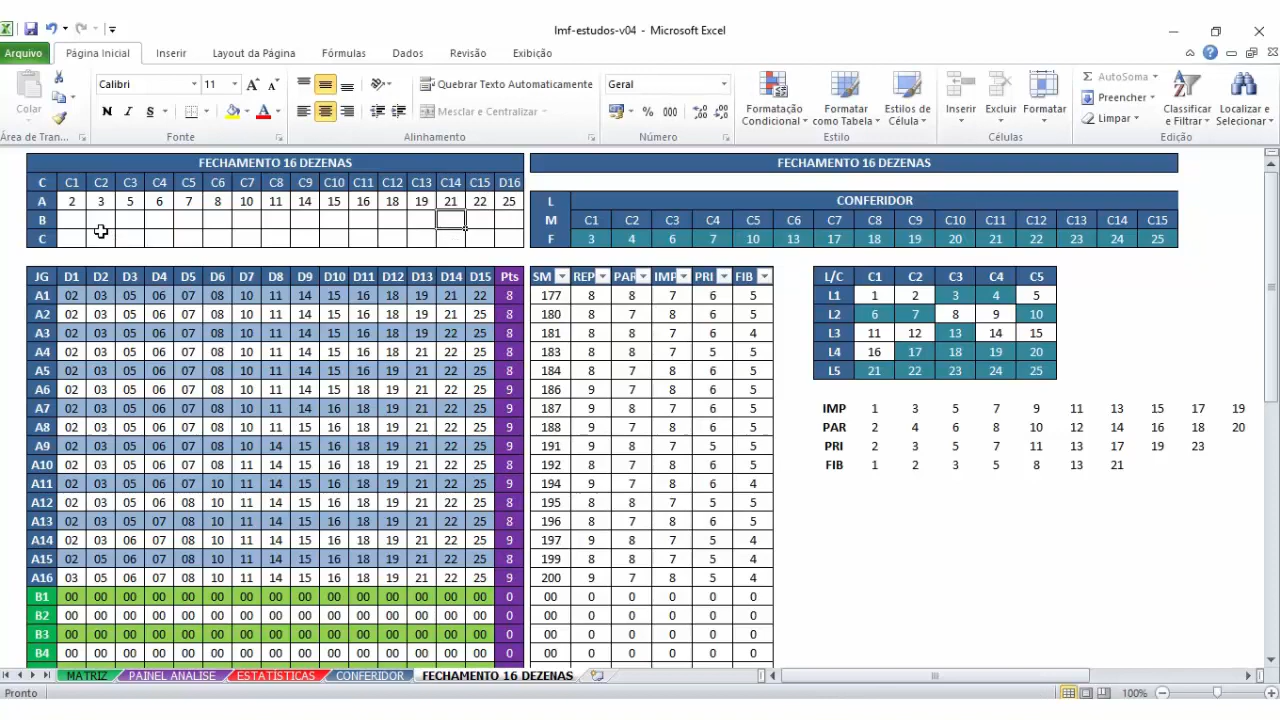 lmf-estudos-v04 - Microsoft Excel
Arquivo Página Inicial Inserir Layout da Página Fórmulas Dados Revisão Exibição
Calibri 11 Quebrar Texto Automaticamente Geral Σ AutoSoma
Colar Preencher
N I S Mesclar e Centralizar % 000 Formatação Condicional Formatar como Tabela Estilos de Célula Inserir Excluir Formatar Limpar Classificar e Filtrar Localizar e Selecionar
Área de Tran... Fonte Alinhamento Número Estilo Células Edição
FECHAMENTO 16 DEZENAS FECHAMENTO 16 DEZENAS
C C1 C2 C3 C4 C5 C6 C7 C8 C9 C10 C11 C12 C13 C14 C15 D16
A 2 3 5 6 7 8 10 11 14 15 16 18 19 21 22 25 L CONFERIDOR
B M C1 C2 C3 C4 C5 C6 C7 C8 C10 C11 C12 C13 C14 C15
C F 3 4 6 7 10 13 17 18 19 20 21 22 23 24 25
JG D1 D2 D3 D4 D5 D6 D7 D8 D9 D10 D11 D12 D13 D14 D15 Pts SM REP PAR IMP PRI FIB L/C C1 C2 C3 C4 C5
A1 02 03 05 06 07 08 10 11 14 15 16 18 19 21 22 8 177 8 8 7 6 5 L1 1 2 3 4 5
A2 02 03 05 06 07 08 10 11 14 15 16 18 19 21 25 8 180 8 7 8 6 5 L2 6 7 8 9 10
A3 02 03 05 06 07 08 10 11 14 15 16 18 19 22 25 8 181 8 8 7 6 4 L3 11 12 13 14 15
A4 02 03 05 06 07 08 10 11 14 15 16 18 21 22 25 8 183 8 8 7 5 5 L4 16 17 18 19 20
A5 02 03 05 06 07 08 10 11 14 15 16 19 21 22 25 8 184 8 7 8 6 5 L5 21 22 23 24 25
A6 02 03 05 06 07 08 10 11 14 15 18 19 21 22 25 9 186 9 7 8 6 5
A7 02 03 05 06 07 08 10 11 14 16 18 19 21 22 25 9 187 9 8 7 6 5 IMP 1 3 5 7 9 11 13 15 17 19
A8 02 03 05 06 07 08 10 11 15 16 18 19 21 22 25 9 188 9 7 8 6 5 PAR 2 4 6 8 10 12 14 16 18 20
A9 02 03 05 06 07 08 10 14 15 16 18 19 21 22 25 9 191 9 8 7 5 5 PRI 2 3 5 7 11 13 17 19 23
A10 02 03 05 06 07 08 11 14 15 16 18 19 21 22 25 8 192 8 7 8 6 5 FIB 1 2 3 5 8 13 21
A11 02 03 05 06 07 10 11 14 15 16 18 19 21 22 25 9 194 9 7 8 6 4
A12 02 03 05 06 08 10 11 14 15 16 18 19 21 22 25 8 195 8 8 7 5 5
A13 02 03 05 07 08 10 11 14 15 16 18 19 21 22 25 8 196 8 7 8 6 5
A14 02 03 06 07 08 10 11 14 15 16 18 19 21 22 25 9 197 9 8 7 5 4
A15 02 05 06 07 08 10 11 14 15 16 18 19 21 22 25 8 199 8 8 7 5 4
A16 03 05 06 07 08 10 11 14 15 16 18 19 21 22 25 9 200 9 7 8 5 4
B1 00 00 00 00 00 00 00 00 00 00 00 00 00 00 00 0 00 0 0 0 0 0
B2 00 00 00 00 00 00 00 00 00 00 00 00 00 00 00 0 00 0 0 0 0 0
B3 00 00 00 00 00 00 00 00 00 00 00 00 00 00 00 0 00 0 0 0 0 0
B4 00 00 00 00 00 00 00 00 00 00 00 00 00 00 00 0 00 0 0 0 0 0
MATRIZ PAINEL ANALISE ESTATÍSTICAS CONFERIDOR FECHAMENTO 16 DEZENAS
Pronto 100%